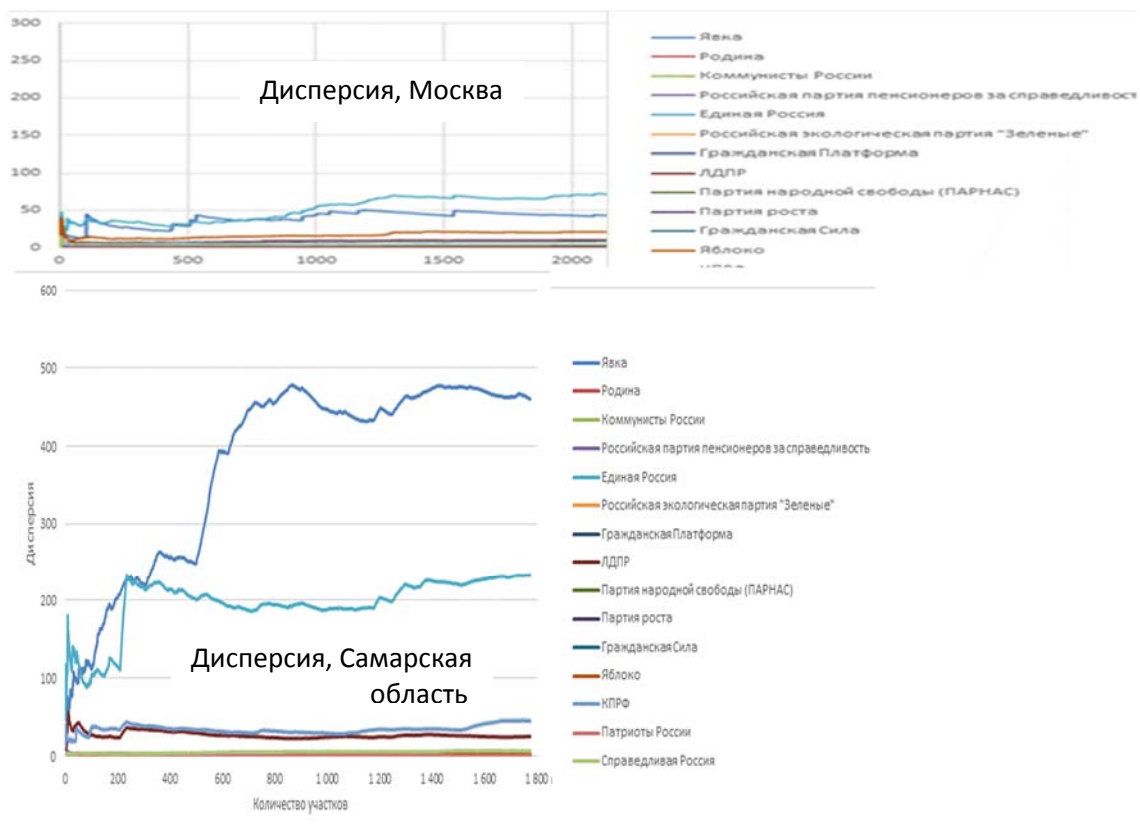 300
250
200
150
100
50
0
0 500 1000 1500 2000
Дисперсия, Москва
Явка
Родина
Коммунисты России
Российская партия пенсионеров за справедливост
Единая Россия
Российская экологическая партия "Зеленые"
Гражданская Платформа
ЛДПР
Партия народной свободы (ПАРНАС)
Партия роста
Гражданская Сила
Яблоко
600
500
400
300
200
100
0
Дисперсия
Дисперсия, Самарская
область
0 200 400 600 800 1 000 1 200 1 400 1 600 1 800
Количество участков
Явка
Родина
Коммунисты России
Российская партия пенсионеров за справедливость
Единая Россия
Российская экологическая партия "Зеленые"
Гражданская Платформа
ЛДПР
Партия народной свободы (ПАРНАС)
Партия роста
Гражданская Сила
Яблоко
КПРФ
Патриоты России
Справедливая Россия